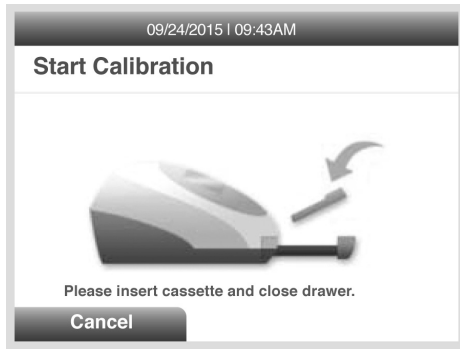 09/24/2015 | 09:43AM
Start Calibration
Please insert cassette and close drawer.
Cancel